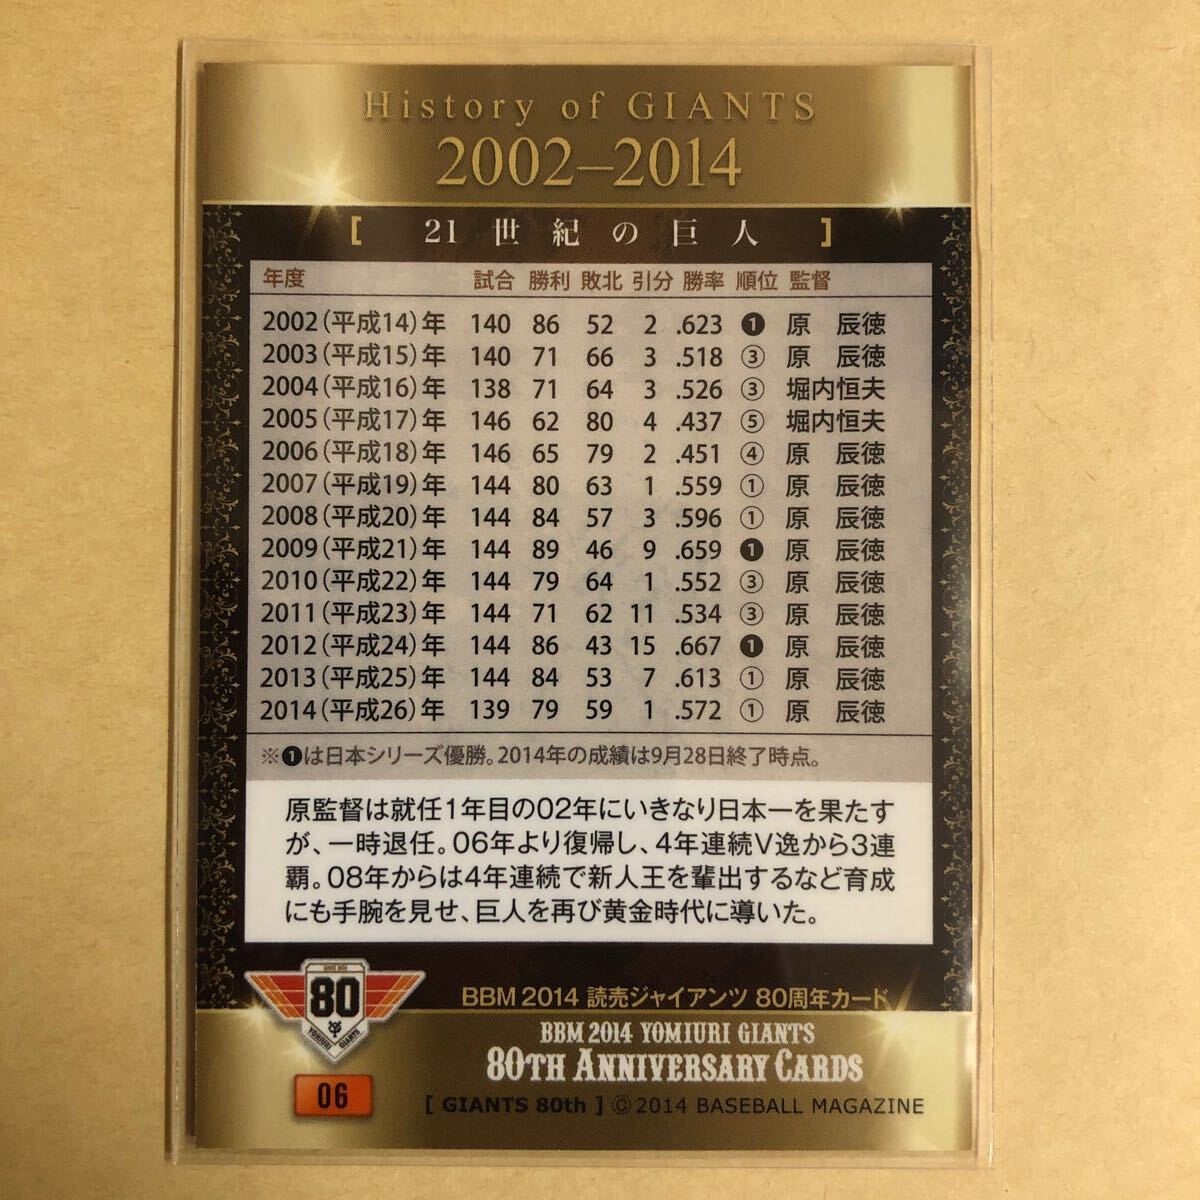 History of GIANTS
2002–2014
[ 21世紀の巨人 ]
年度 試合 勝利 敗北 引分 勝率 順位 監督
2002(平成14)年 140 86 52 2 .623 ❶ 原 辰徳
2003(平成15)年 140 71 66 3 .518 ③ 原 辰徳
2004(平成16)年 138 71 64 3 .526 ③ 堀内恒夫
2005(平成17)年 146 62 80 4 .437 ⑤ 堀内恒夫
2006(平成18)年 146 65 79 2 .451 ④ 原 辰徳
2007(平成19)年 144 80 63 1 .559 ① 原 辰徳
2008(平成20)年 144 84 57 3 .596 ① 原 辰徳
2009(平成21)年 144 89 46 9 .659 ❶ 原 辰徳
2010(平成22)年 144 79 64 1 .552 ③ 原 辰徳
2011(平成23)年 144 71 62 11 .534 ③ 原 辰徳
2012(平成24)年 144 86 43 15 .667 ❶ 原 辰徳
2013(平成25)年 144 84 53 7 .613 ① 原 辰徳
2014(平成26)年 139 79 59 1 .572 ① 原 辰徳
※❶は日本シリーズ優勝。2014年の成績は9月28日終了時点。
原監督は就任1年目の02年にいきなり日本一を果たす
が、一時退任。06年より復帰し、4年連続V逸から3連
覇。08年からは4年連続で新人王を輩出するなど育成
にも手腕を見せ、巨人を再び黄金時代に導いた。
SINCE 1934
80
YOMIURI GIANTS
BBM 2014 読売ジャイアンツ 80周年カード
BBM 2014 YOMIURI GIANTS
80TH ANNIVERSARY CARDS
06
[ GIANTS 80th ] ©2014 BASEBALL MAGAZINE